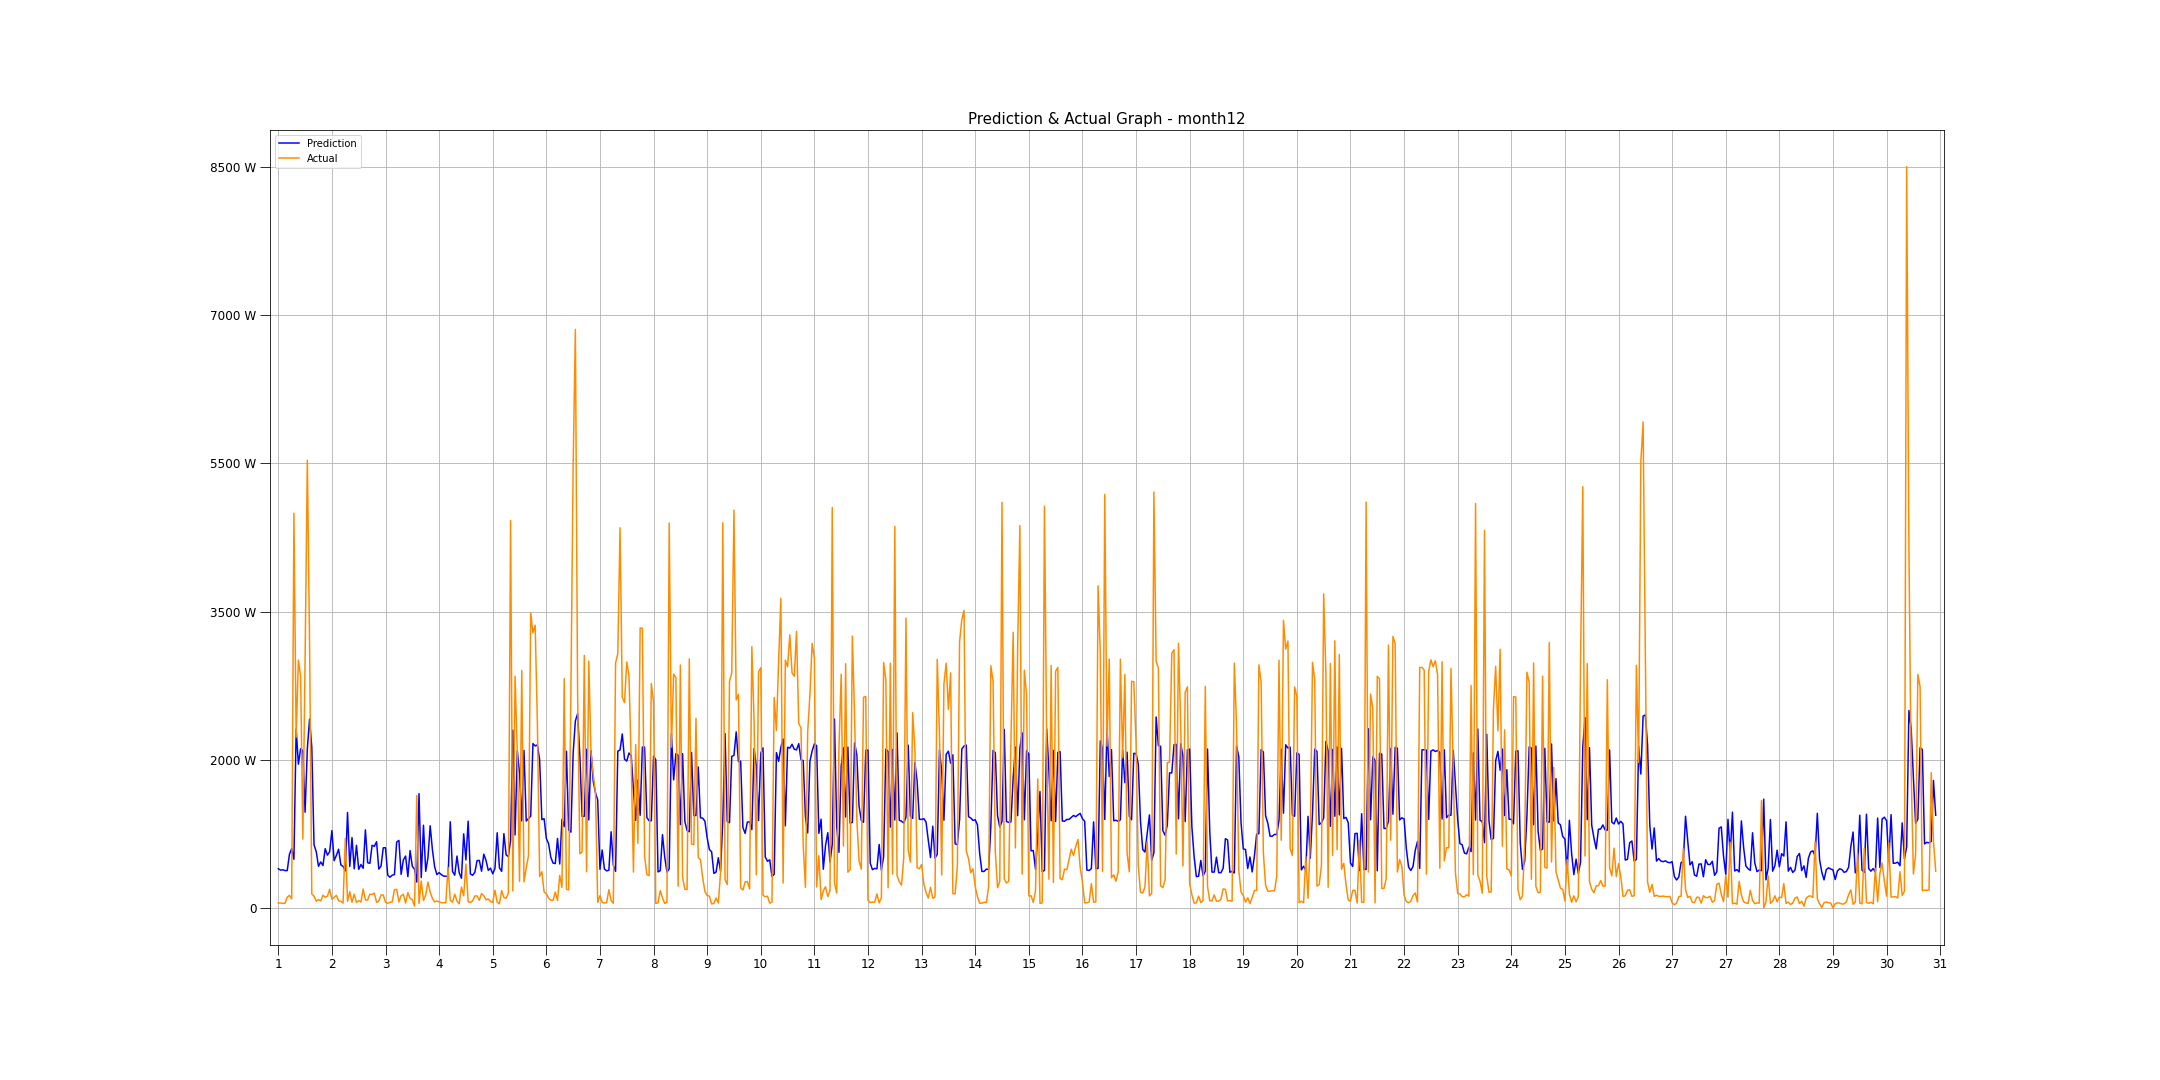 Prediction & Actual Graph - month12
Prediction
Actual
8500 W
7000 W
5500 W
3500 W
2000 W
0
1 2 3 4 5 6 7 8 9 10 11 12 13 14 15 16 17 18 19 20 21 22 23 24 25 26 27 27 28 29 30 31